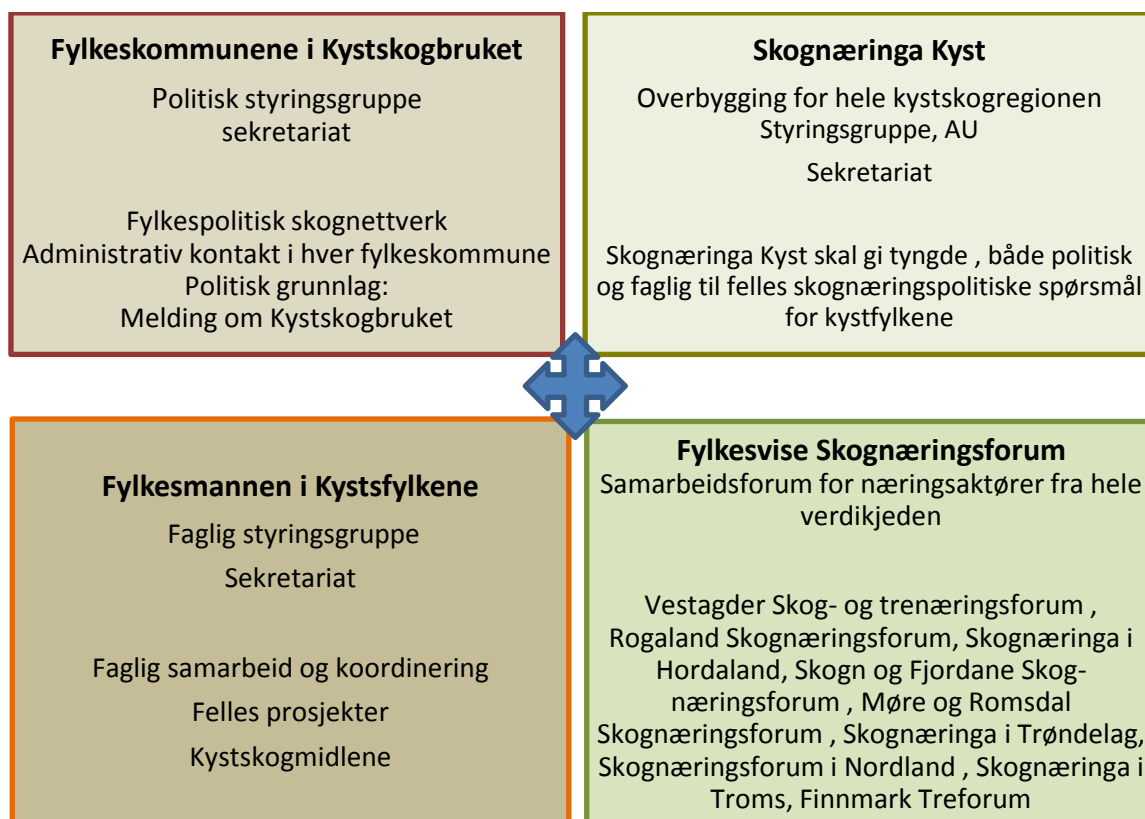 Fylkeskommunene i Kystskogbruket
Politisk styringsgruppe
sekretariat
Fylkespolitisk skognettverk
Administrativ kontakt i hver fylkeskommune
Politisk grunnlag:
Melding om Kystskogbruket
Skognæringa Kyst
Overbygging for hele kystskogregionen
Styringsgruppe, AU
Sekretariat
Skognæringa Kyst skal gi tyngde , både politisk
og faglig til felles skognæringspolitiske spørsmål
for kystfylkene
Fylkesmannen i Kystsfylkene
Faglig styringsgruppe
Sekretariat
Faglig samarbeid og koordinering
Felles prosjekter
Kystskogmidlene
Fylkesvise Skognæringsforum
Samarbeidsforum for næringsaktører fra hele
verdikjeden
Vestagder Skog- og trenæringsforum ,
Rogaland Skognæringsforum, Skognæringa i
Hordaland, Skogn og Fjordane Skog-
næringsforum , Møre og Romsdal
Skognæringsforum , Skognæringa i Trøndelag,
Skognæringsforum i Nordland , Skognæringa i
Troms, Finnmark Treforum